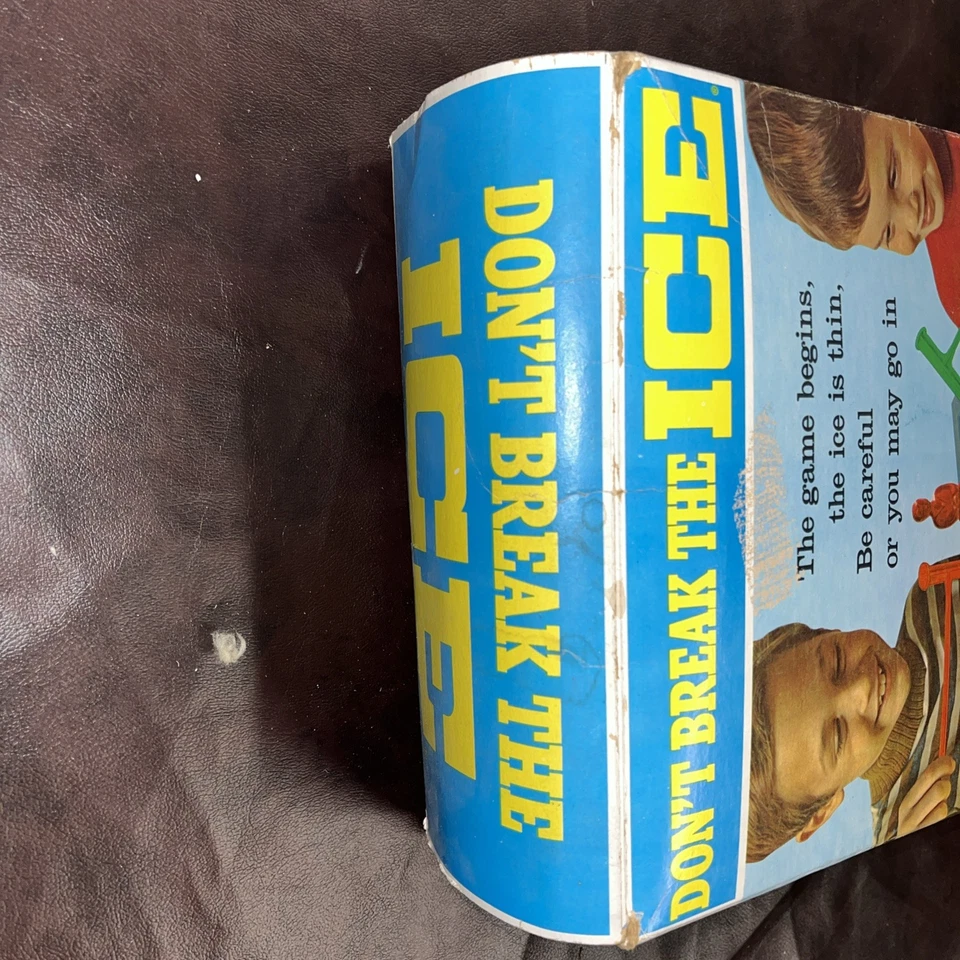 DON'T BREAK THE
ICE
DON'T BREAK THE ICE
The game begins,
the ice is thin,
Be careful
or you may go in